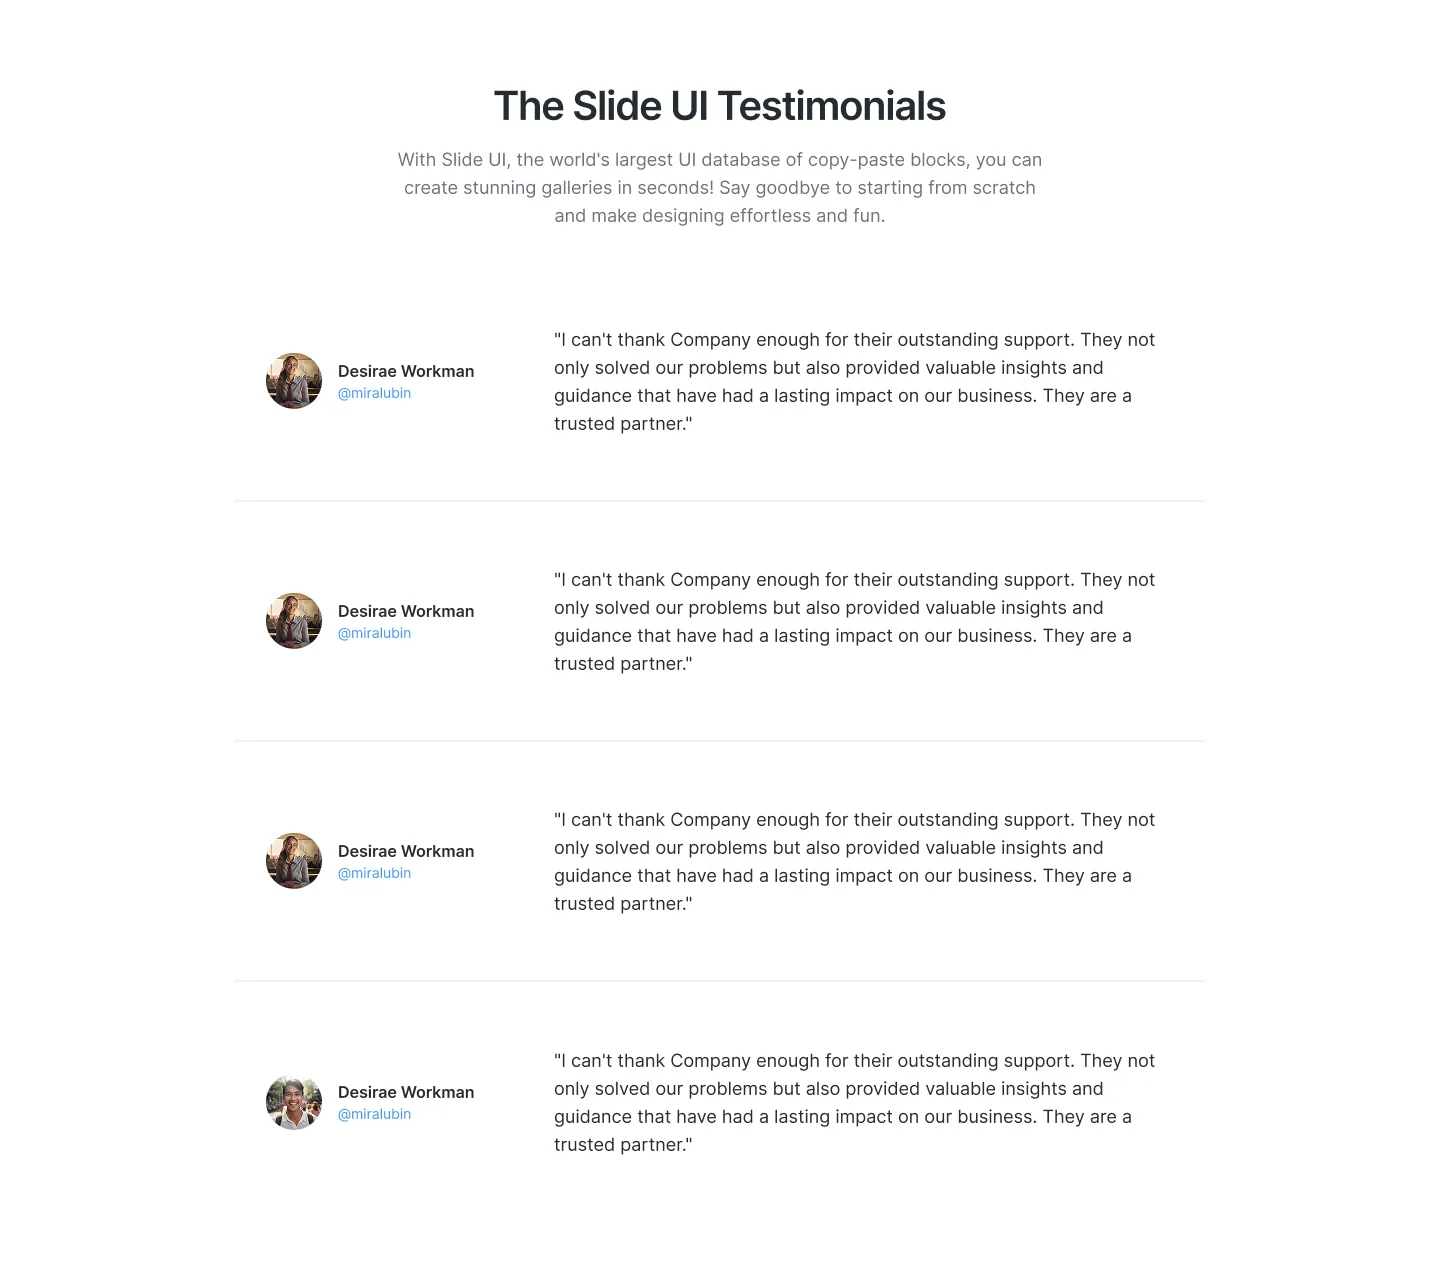 The Slide UI Testimonials
With Slide UI, the world's largest UI database of copy-paste blocks, you can
create stunning galleries in seconds! Say goodbye to starting from scratch
and make designing effortless and fun.
Desirae Workman
@miralubin
"I can't thank Company enough for their outstanding support. They not
only solved our problems but also provided valuable insights and
guidance that have had a lasting impact on our business. They are a
trusted partner."
Desirae Workman
@miralubin
"I can't thank Company enough for their outstanding support. They not
only solved our problems but also provided valuable insights and
guidance that have had a lasting impact on our business. They are a
trusted partner."
Desirae Workman
@miralubin
"I can't thank Company enough for their outstanding support. They not
only solved our problems but also provided valuable insights and
guidance that have had a lasting impact on our business. They are a
trusted partner."
Desirae Workman
@miralubin
"I can't thank Company enough for their outstanding support. They not
only solved our problems but also provided valuable insights and
guidance that have had a lasting impact on our business. They are a
trusted partner."